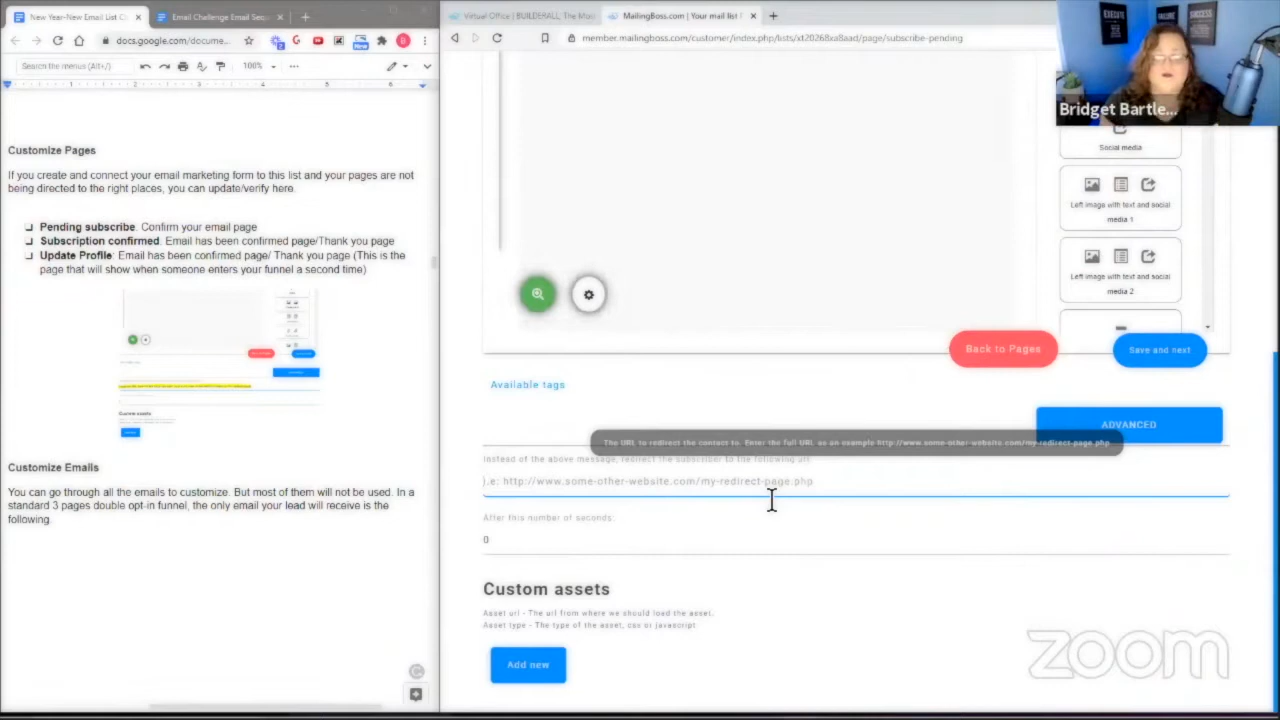 New Year-New Email List C
Email Challenge Email Seq
Virtual Office | BUILDERALL The Most
MailingBoss.com | Your mail list
docs.google.com/docume...
member.mailingboss.com/customer/index.php/lists/xt20268xa8aad/page/subscribe-pending
Search the menus (Alt+/)
100%
EXECUTE
FAILURE
SUCCESS
Bridget Bartle...
Customize Pages
If you create and connect your email marketing form to this list and your pages are not
being directed to the right places, you can update/verify here.
Pending subscribe. Confirm your email page
Subscription confirmed. Email has been confirmed page/Thank you page
Update Profile: Email has been confirmed page/ Thank you page (This is the
page that will show when someone enters your funnel a second time)
Custom assets
Customize Emails
You can go through all the emails to customize. But most of them will not be used. In a
standard 3 pages double opt-in funnel, the only email your lead will receive is the
following.
Social media
Left image with text and social
media 1
Left image with text and social
media 2
Back to Pages
Save and next
Available tags
ADVANCED
The URL to redirect the contact to. Enter the full URL as an example http://www.some-other-website.com/my-redirect-page.php
Instead of the above message, redirect the subscriber to the following url
).e: http://www.some-other-website.com/my-redirect-page.php
After this number of seconds:
0
Custom assets
Asset url - The url from where we should load the asset.
Asset type - The type of the asset, css or javascript
Add new
zoom